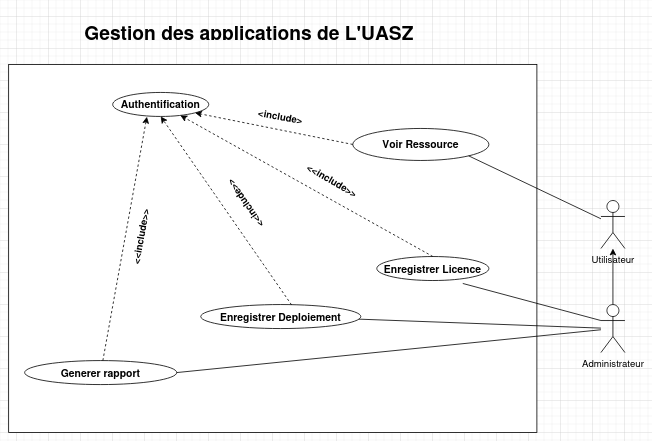 Gestion des applications de L'UASZ
Authentification
<include>
Voir Ressource
<<include>>
<<include>>
<<include>>
Utilisateur
Enregistrer Licence
Enregistrer Deploiement
Administrateur
Generer rapport